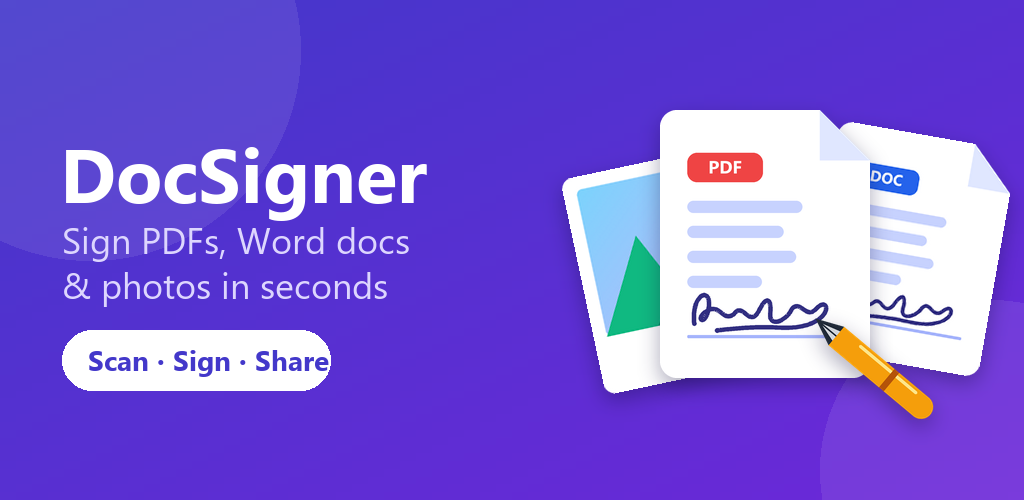 DocSigner
Sign PDFs, Word docs
& photos in seconds
Scan · Sign · Share
PDF
DOC